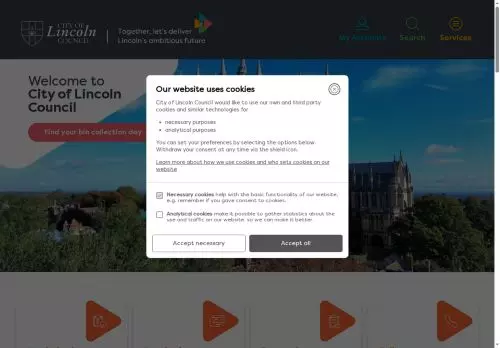 CITY OF
Lincoln
COUNCIL
Together, let's deliver
Lincoln's ambitious future
My Account
Search
Services
Welcome to
City of Lincoln
Council
Find your bin collection day
Our website uses cookies
City of Lincoln Council would like to use our own and third party
cookies and similar technologies for
necessary purposes
analytical purposes
You can set your preferences by selecting the options below.
Withdraw your consent at any time via the shield icon.
Learn more about how we use cookies and who sets cookies on our
website
Necessary cookies help with the basic functionality of our website,
e.g. remember if you gave consent to cookies.
Analytical cookies make it possible to gather statistics about the
use and traffic on our website, so we can make it better.
Accept necessary
Accept all